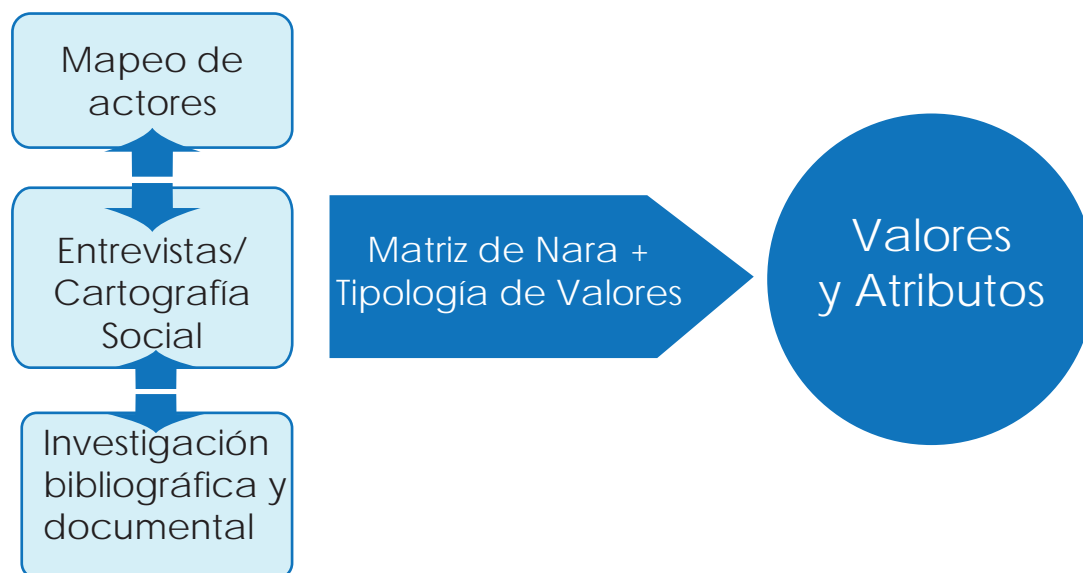 Mapeo de
actores
Entrevistas/
Cartografía
Social
Investigación
bibliográfica y
documental
Matriz de Nara +
Tipología de Valores
Valores
y Atributos